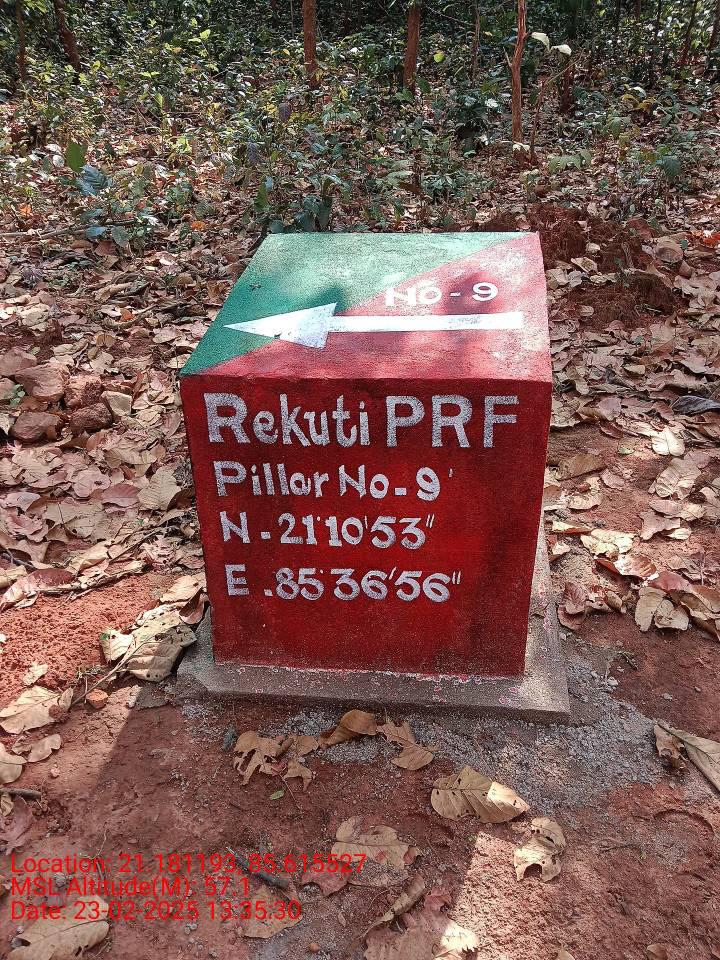 No - 9
Rekuti PRF
Pillar No - 9'
N - 21°10'53"
E . 85°36'56"
Location: 21.181193, 85.615527
MSL Altitude(M): 57.1
Date: 23-02-2025 13:35:30